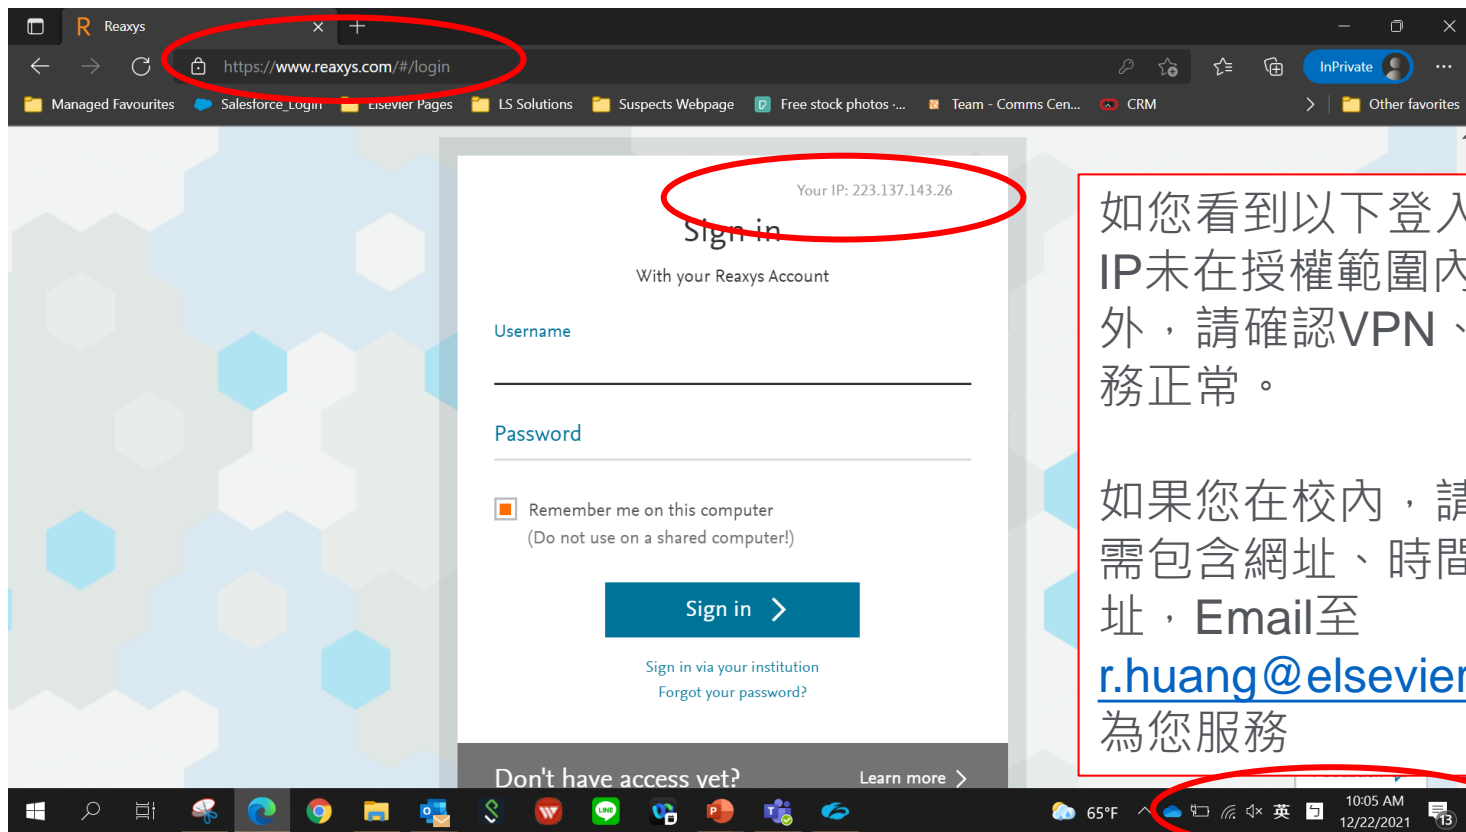 Reaxys
https://www.reaxys.com/#/login
InPrivate
Managed Favourites
Salesforce_Login
Elsevier Pages
LS Solutions
Suspects Webpage
Free stock photos ·...
Team - Comms Cen...
CRM
Other favorites
Your IP: 223.137.143.26
Sign in
With your Reaxys Account
Username
Password
Remember me on this computer
(Do not use on a shared computer!)
Sign in
Sign in via your institution
Forgot your password?
Don't have access yet?
Learn more
如您看到以下登入
IP未在授權範圍內
外，請確認VPN、
務正常。
如果您在校內，請
需包含網址、時間
址，Email至
r.huang@elsevier
為您服務
65°F
英
10:05 AM
12/22/2021
13